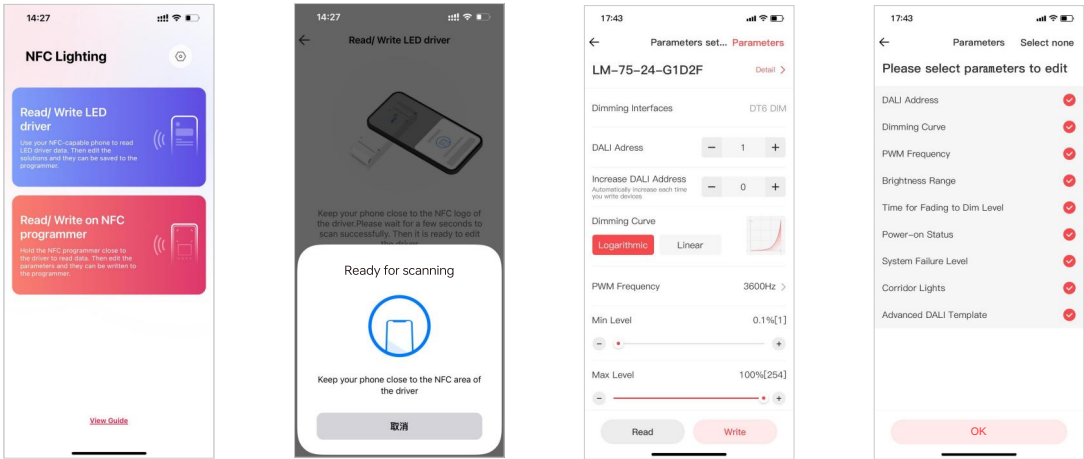 14:27
NFC Lighting
Read/ Write LED
driver
Use your NFC-capable phone to read
LED driver data. Then edit the
solutions and they can be saved to the
programmer.
Read/ Write on NFC
programmer
Hold the NFC programmer close to
the driver to read data. Then edit the
parameters and they can be written to
the programmer.
View Guide
14:27
Read/ Write LED driver
Keep your phone close to the NFC logo of
the driver.Please wait for a few seconds to
scan successfully. Then it is ready to edit
the driver
Ready for scanning
Keep your phone close to the NFC area of
the driver
取消
17:43
Parameters set... Parameters
LM-75-24-G1D2F Detail >
Dimming Interfaces DT6 DIM
DALI Adress − 1 +
Increase DALI Address
Automatically increase each time
you write devices
− 0 +
Dimming Curve
Logarithmic Linear
PWM Frequency 3600Hz >
Min Level 0.1%[1]
− +
Max Level 100%[254]
− +
Read Write
17:43
Parameters Select none
Please select parameters to edit
DALI Address
Dimming Curve
PWM Frequency
Brightness Range
Time for Fading to Dim Level
Power-on Status
System Failure Level
Corridor Lights
Advanced DALI Template
OK